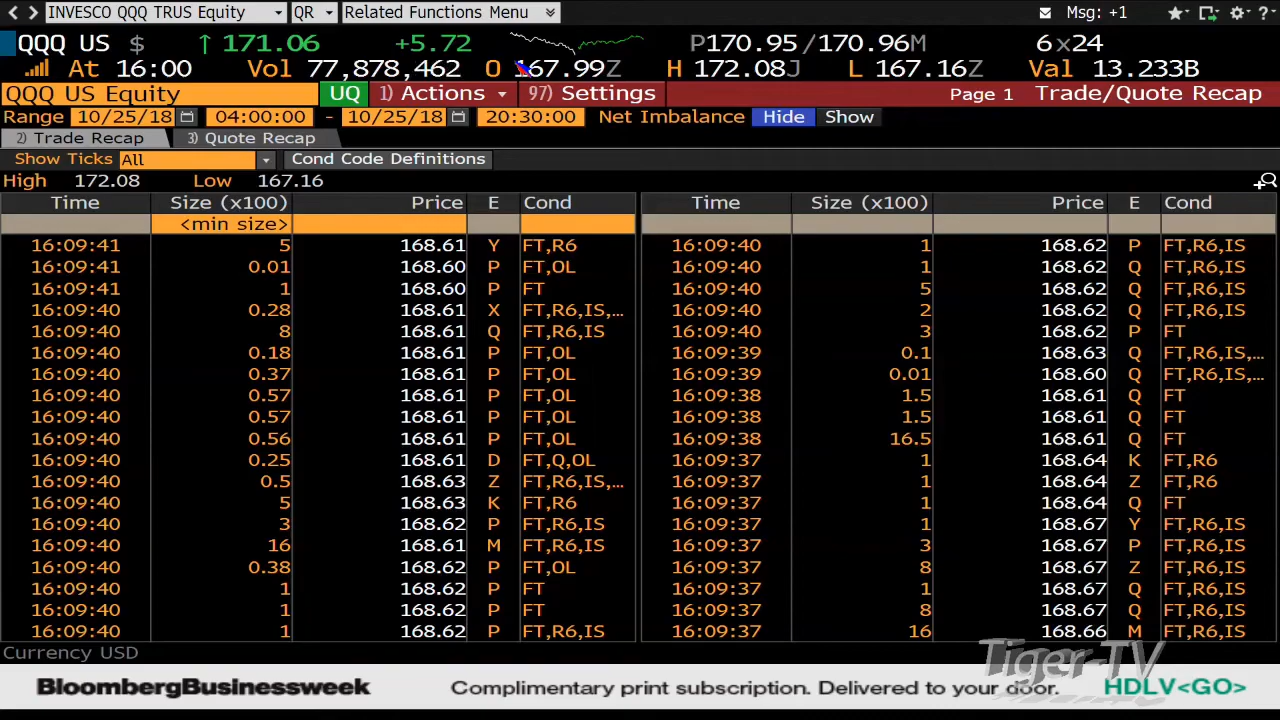 INVESCO QQQ TRUS Equity QR Related Functions Menu Msg: +1
QQQ US $ ↑ 171.06 +5.72 P170.95/170.96M 6x24
At 16:00 Vol 77,878,462 O 167.99Z H 172.08J L 167.16Z Val 13.233B
QQQ US Equity UQ 1) Actions 97) Settings Page 1 Trade/Quote Recap
Range 10/25/18 04:00:00 - 10/25/18 20:30:00 Net Imbalance Hide Show
2) Trade Recap 3) Quote Recap
Show Ticks All Cond Code Definitions
High 172.08 Low 167.16
Time Size (x100) Price E Cond Time Size (x100) Price E Cond
<min size>
16:09:41 5 168.61 Y FT,R6 16:09:40 1 168.62 P FT,R6,IS
16:09:41 0.01 168.60 P FT,OL 16:09:40 1 168.62 Q FT,R6,IS
16:09:41 1 168.60 P FT 16:09:40 5 168.62 Q FT,R6,IS
16:09:40 0.28 168.61 X FT,R6,IS,... 16:09:40 2 168.62 Q FT,R6,IS
16:09:40 8 168.61 Q FT,R6,IS 16:09:40 3 168.62 P FT
16:09:40 0.18 168.61 P FT,OL 16:09:39 0.1 168.63 Q FT,R6,IS,...
16:09:40 0.37 168.61 P FT,OL 16:09:39 0.01 168.60 Q FT,R6,IS,...
16:09:40 0.57 168.61 P FT,OL 16:09:38 1.5 168.61 Q FT
16:09:40 0.57 168.61 P FT,OL 16:09:38 1.5 168.61 Q FT
16:09:40 0.56 168.61 P FT,OL 16:09:38 16.5 168.61 Q FT
16:09:40 0.25 168.61 D FT,Q,OL 16:09:37 1 168.64 K FT,R6
16:09:40 0.5 168.63 Z FT,R6,IS,... 16:09:37 1 168.64 Z FT,R6
16:09:40 5 168.63 K FT,R6 16:09:37 1 168.64 Q FT
16:09:40 3 168.62 P FT,R6,IS 16:09:37 1 168.67 Y FT,R6,IS
16:09:40 16 168.61 M FT,R6,IS 16:09:37 3 168.67 P FT,R6,IS
16:09:40 0.38 168.62 P FT,OL 16:09:37 8 168.67 Z FT,R6,IS
16:09:40 1 168.62 P FT 16:09:37 1 168.67 Q FT,R6,IS
16:09:40 1 168.62 P FT 16:09:37 8 168.67 Q FT,R6,IS
16:09:40 1 168.62 P FT,R6,IS 16:09:37 16 168.66 M FT,R6,IS
Currency USD
Tiger-TV
BloombergBusinessweek Complimentary print subscription. Delivered to your door. HDLV<GO>